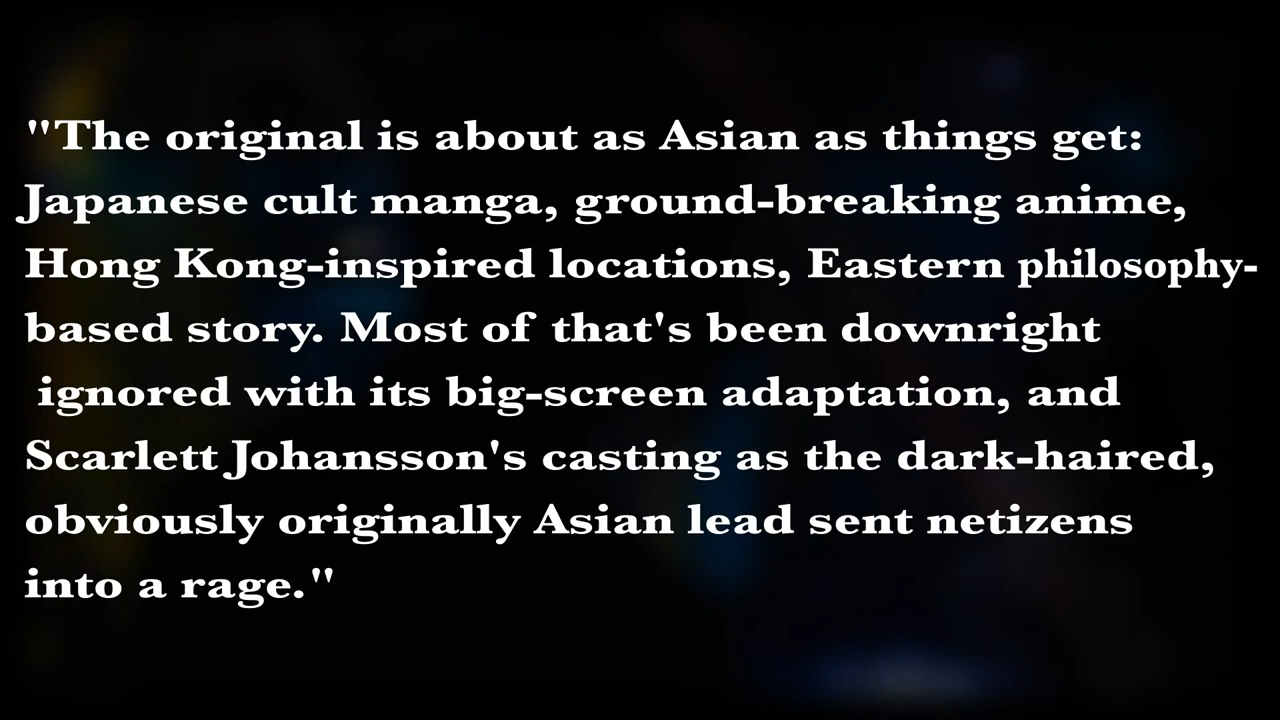 "The original is about as Asian as things get:
Japanese cult manga, ground-breaking anime,
Hong Kong-inspired locations, Eastern philosophy-
based story. Most of that's been downright
ignored with its big-screen adaptation, and
Scarlett Johansson's casting as the dark-haired,
obviously originally Asian lead sent netizens
into a rage."